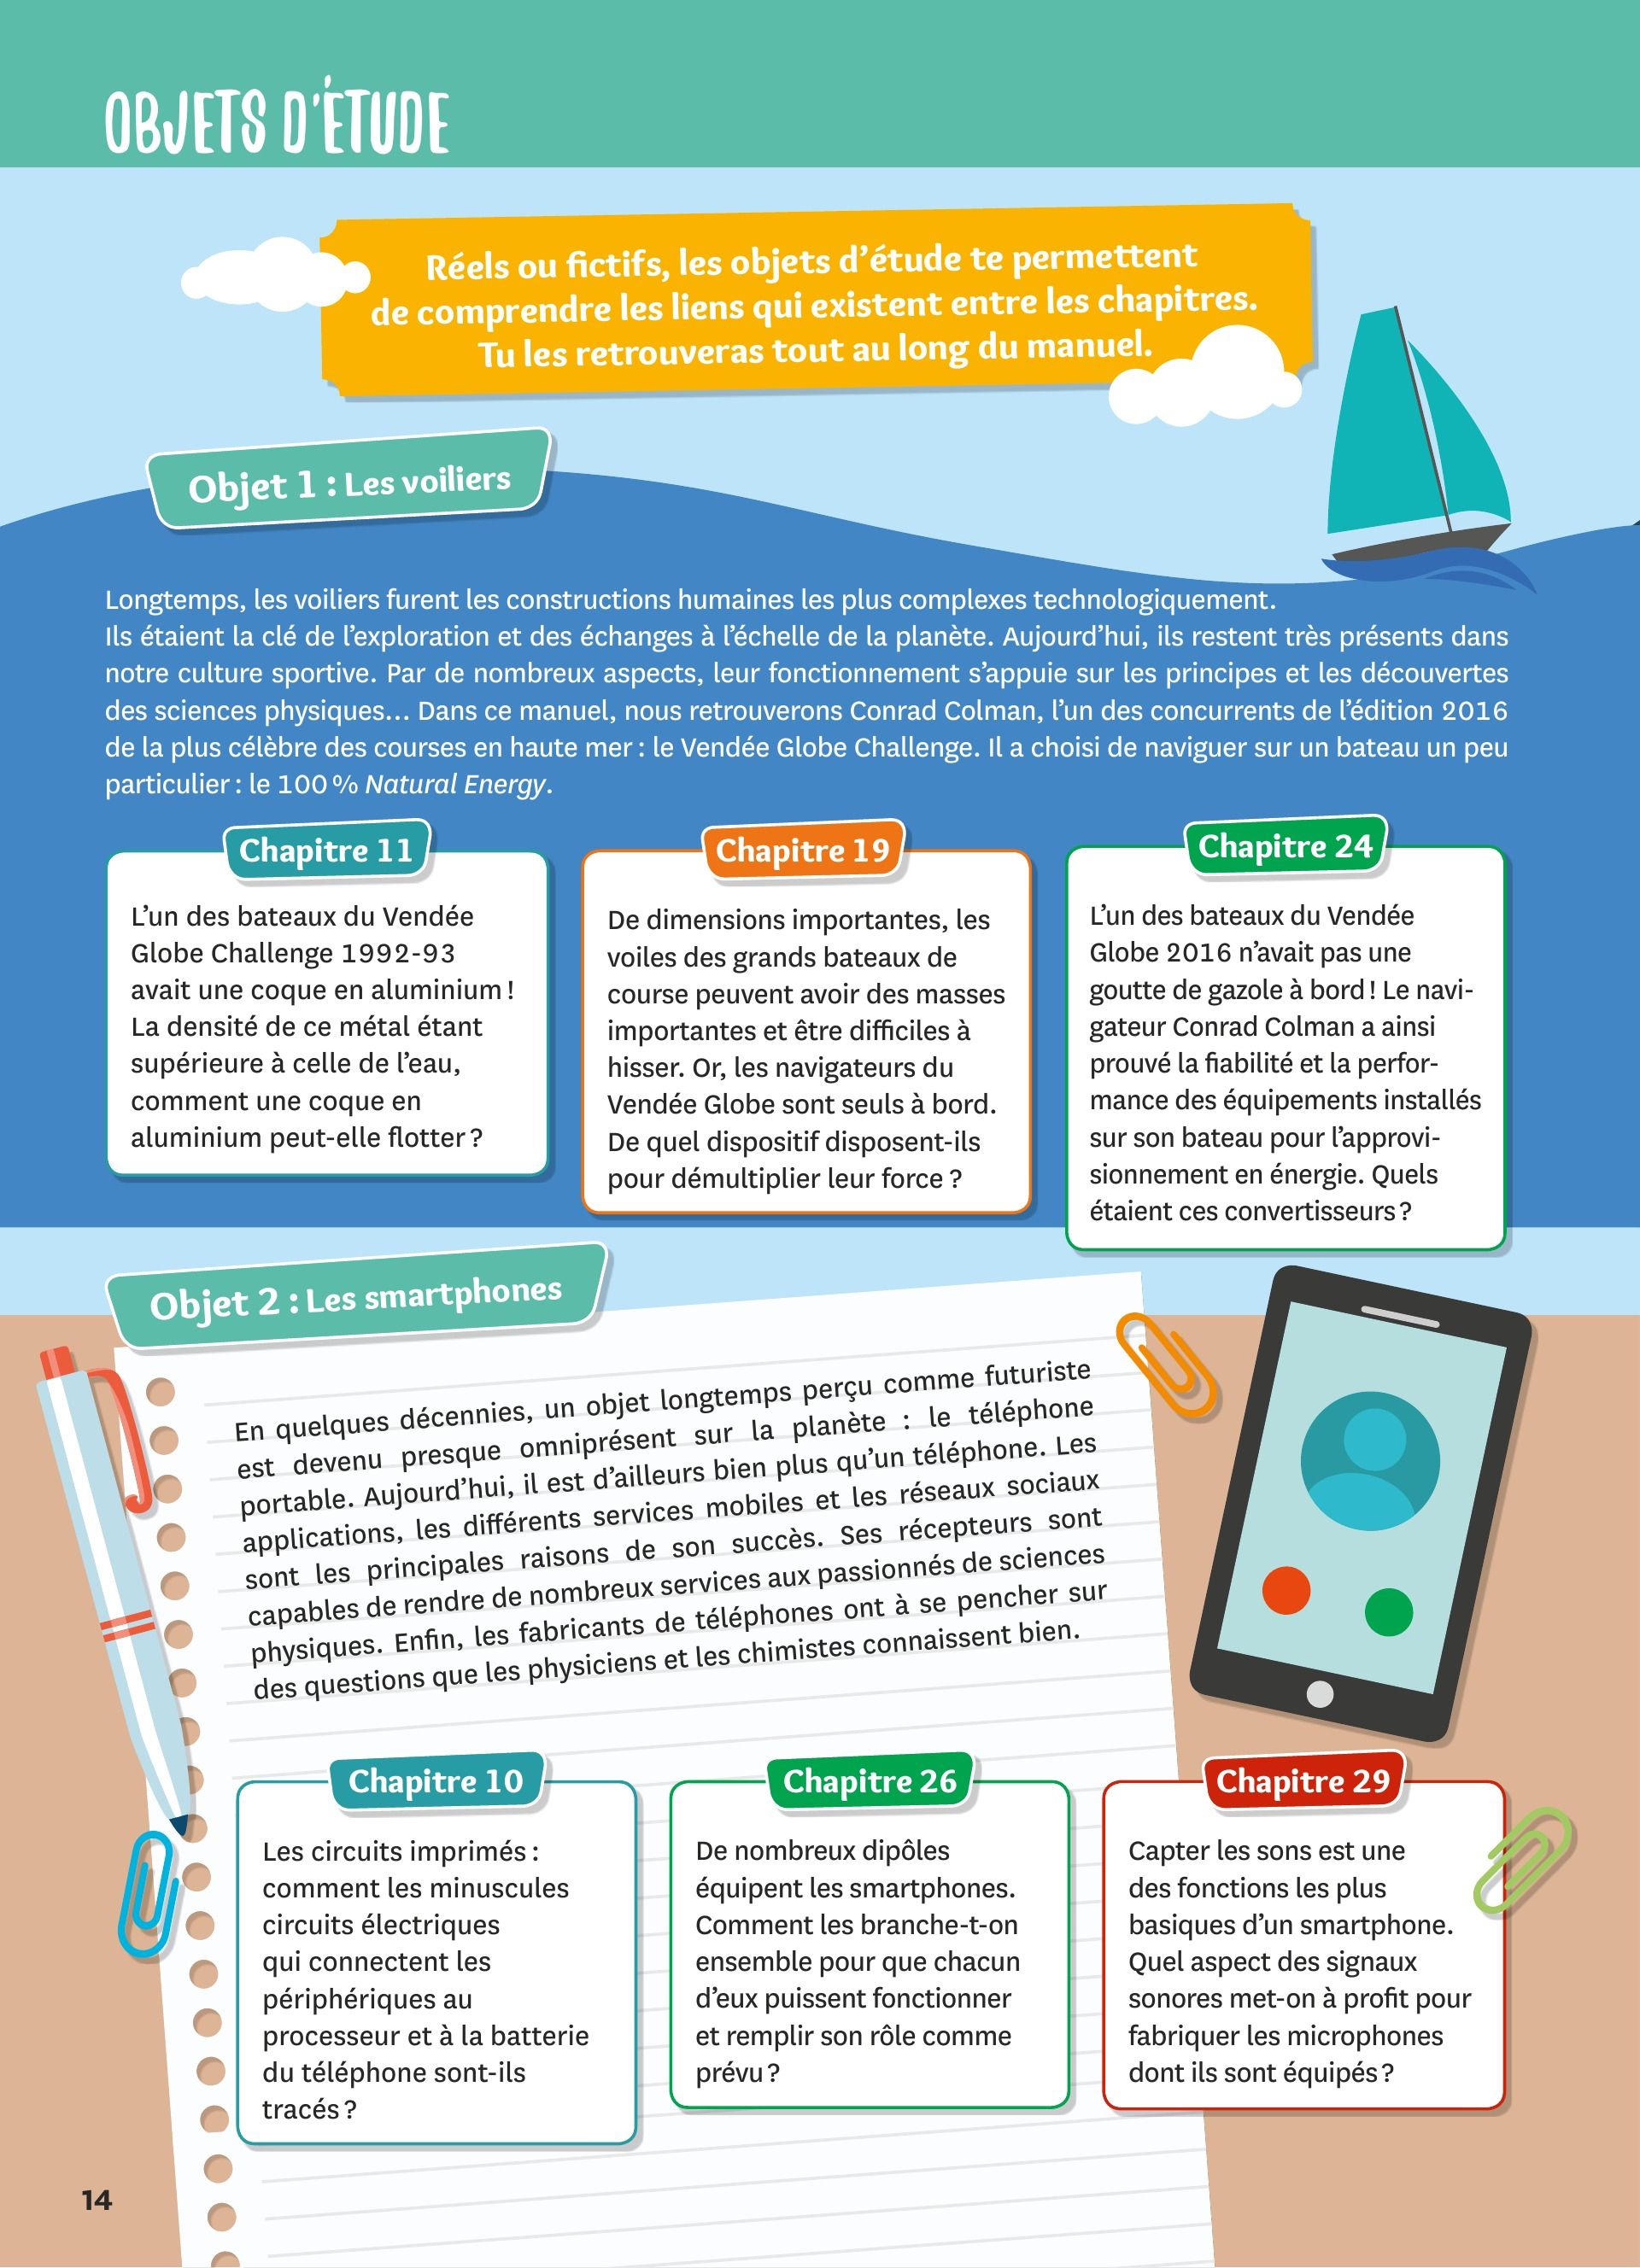 OBJETS D'ÉTUDE
Réels ou fictifs, les objets d'étude te permettent
de comprendre les liens qui existent entre les chapitres.
Tu les retrouveras tout au long du manuel.
Objet 1 : Les voiliers
Longtemps, les voiliers furent les constructions humaines les plus complexes technologiquement.
Ils étaient la clé de l'exploration et des échanges à l'échelle de la planète. Aujourd'hui, ils restent très présents dans
notre culture sportive. Par de nombreux aspects, leur fonctionnement s'appuie sur les principes et les découvertes
des sciences physiques... Dans ce manuel, nous retrouverons Conrad Colman, l'un des concurrents de l'édition 2016
de la plus célèbre des courses en haute mer : le Vendée Globe Challenge. Il a choisi de naviguer sur un bateau un peu
particulier : le 100 % Natural Energy.
Chapitre 11
L'un des bateaux du Vendée
Globe Challenge 1992-93
avait une coque en aluminium !
La densité de ce métal étant
supérieure à celle de l'eau,
comment une coque en
aluminium peut-elle flotter ?
Chapitre 19
De dimensions importantes, les
voiles des grands bateaux de
course peuvent avoir des masses
importantes et être difficiles à
hisser. Or, les navigateurs du
Vendée Globe sont seuls à bord.
De quel dispositif disposent-ils
pour démultiplier leur force ?
Chapitre 24
L'un des bateaux du Vendée
Globe 2016 n'avait pas une
goutte de gazole à bord ! Le navi-
gateur Conrad Colman a ainsi
prouvé la fiabilité et la perfor-
mance des équipements installés
sur son bateau pour l'approvi-
sionnement en énergie. Quels
étaient ces convertisseurs ?
Objet 2 : Les smartphones
En quelques décennies, un objet longtemps perçu comme futuriste
est devenu presque omniprésent sur la planète : le téléphone
portable. Aujourd'hui, il est d'ailleurs bien plus qu'un téléphone. Les
applications, les différents services mobiles et les réseaux sociaux
sont les principales raisons de son succès. Ses récepteurs sont
capables de rendre de nombreux services aux passionnés de sciences
physiques. Enfin, les fabricants de téléphones ont à se pencher sur
des questions que les physiciens et les chimistes connaissent bien.
Chapitre 10
Les circuits imprimés :
comment les minuscules
circuits électriques
qui connectent les
périphériques au
processeur et à la batterie
du téléphone sont-ils
tracés ?
Chapitre 26
De nombreux dipôles
équipent les smartphones.
Comment les branche-t-on
ensemble pour que chacun
d'eux puissent fonctionner
et remplir son rôle comme
prévu ?
Chapitre 29
Capter les sons est une
des fonctions les plus
basiques d'un smartphone.
Quel aspect des signaux
sonores met-on à profit pour
fabriquer les microphones
dont ils sont équipés ?
14